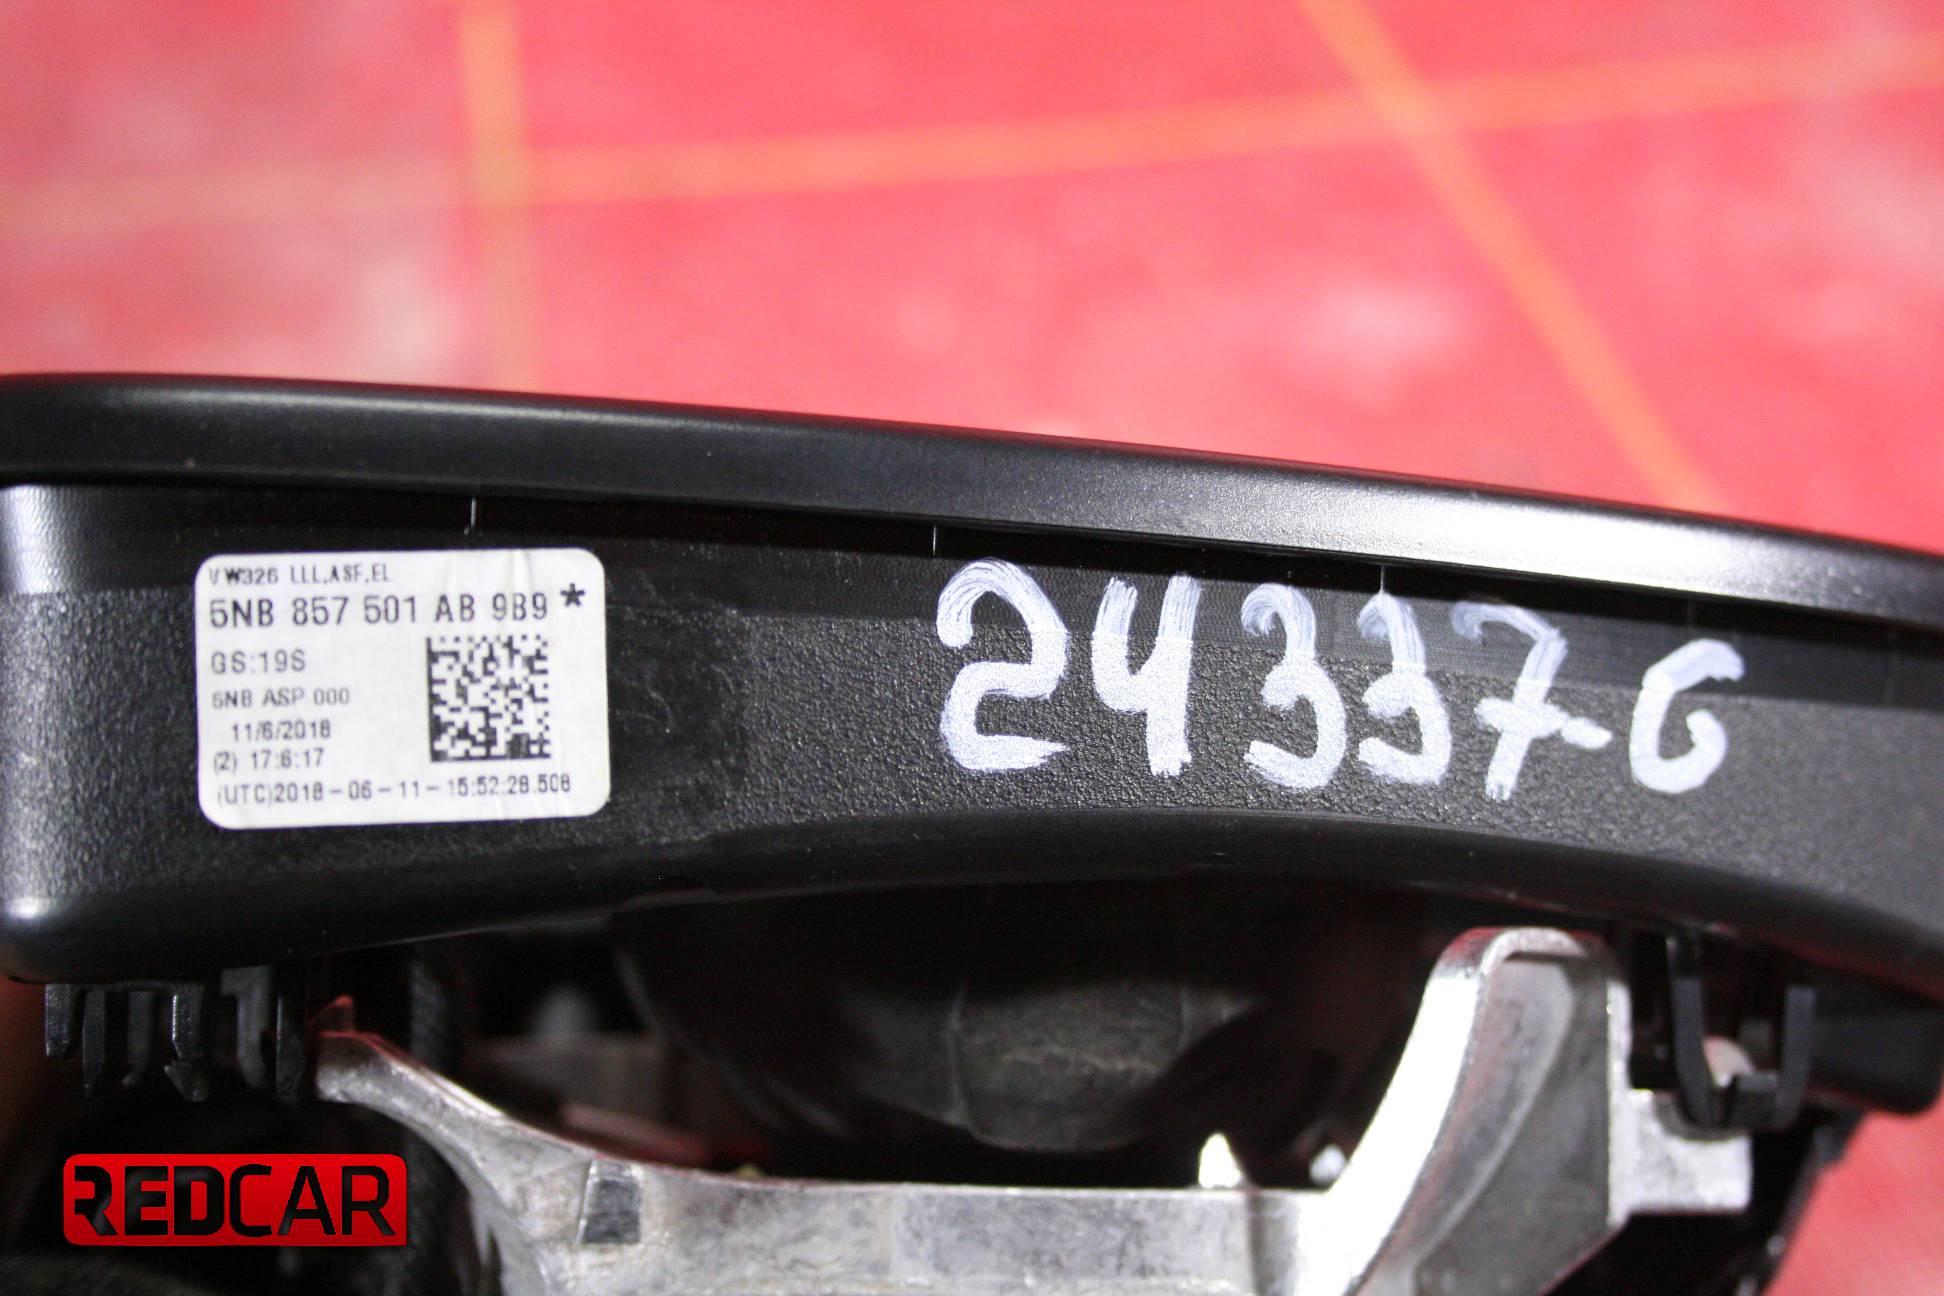 VW326 LLL,ASF,EL
5NB 857 501 AB 9B9*
GS:19S
5NB ASP 000
11/6/2018
(2) 17:6:17
(UTC)2018-06-11-15:52:28.508
24337-6
REDCAR